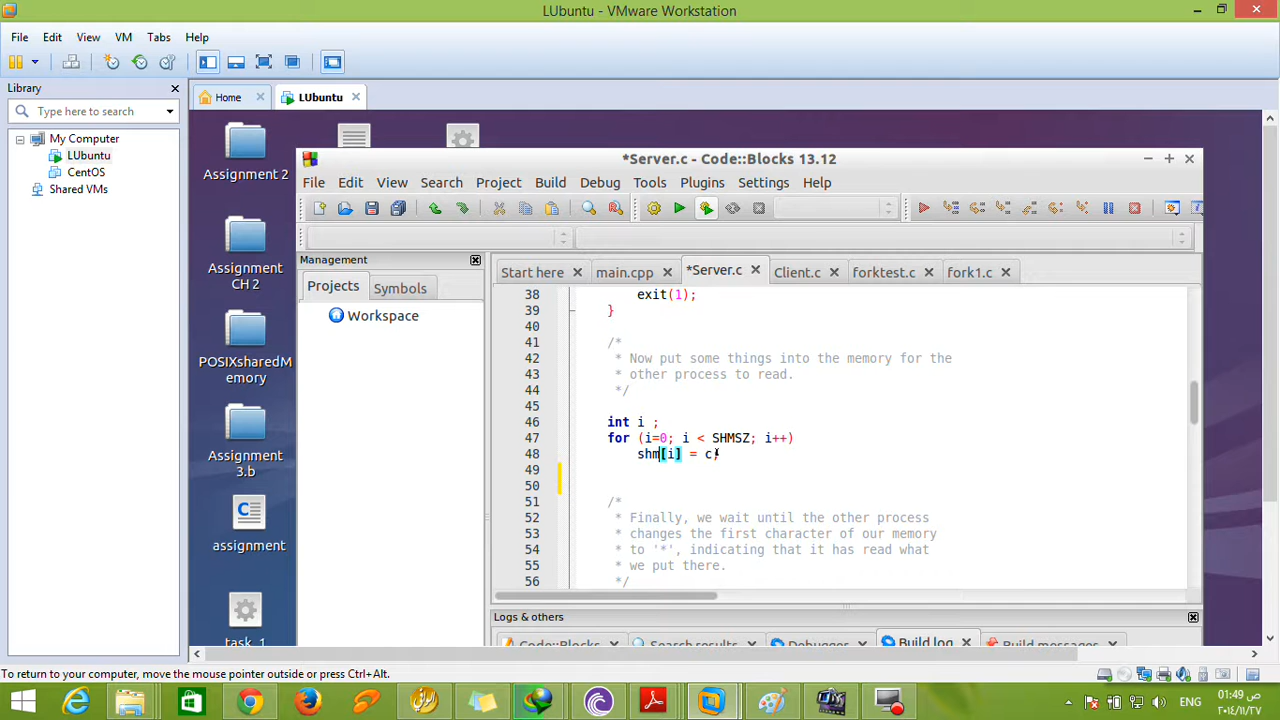 LUbuntu - VMware Workstation
File Edit View VM Tabs Help
Library
Type here to search
My Computer
LUbuntu
CentOS
Shared VMs
Home LUbuntu
Assignment 2
Assignment
CH 2
POSIXsharedM
emory
Assignment
3.b
assignment
task_1
*Server.c - Code::Blocks 13.12
File Edit View Search Project Build Debug Tools Plugins Settings Help
Management
Projects Symbols
Workspace
Start here main.cpp *Server.c Client.c forktest.c fork1.c
38 exit(1);
39 }
40
41 /*
42 * Now put some things into the memory for the
43 * other process to read.
44 */
45
46 int i ;
47 for (i=0; i < SHMSZ; i++)
48 shm[i] = c;
49
50
51 /*
52 * Finally, we wait until the other process
53 * changes the first character of our memory
54 * to '*', indicating that it has read what
55 * we put there.
56 */
Logs & others
Code::Blocks Search results Debugger Build log Build messages
To return to your computer, move the mouse pointer outside or press Ctrl+Alt.
ENG
01:49 ص
٢٠١٤/١١/٢٧